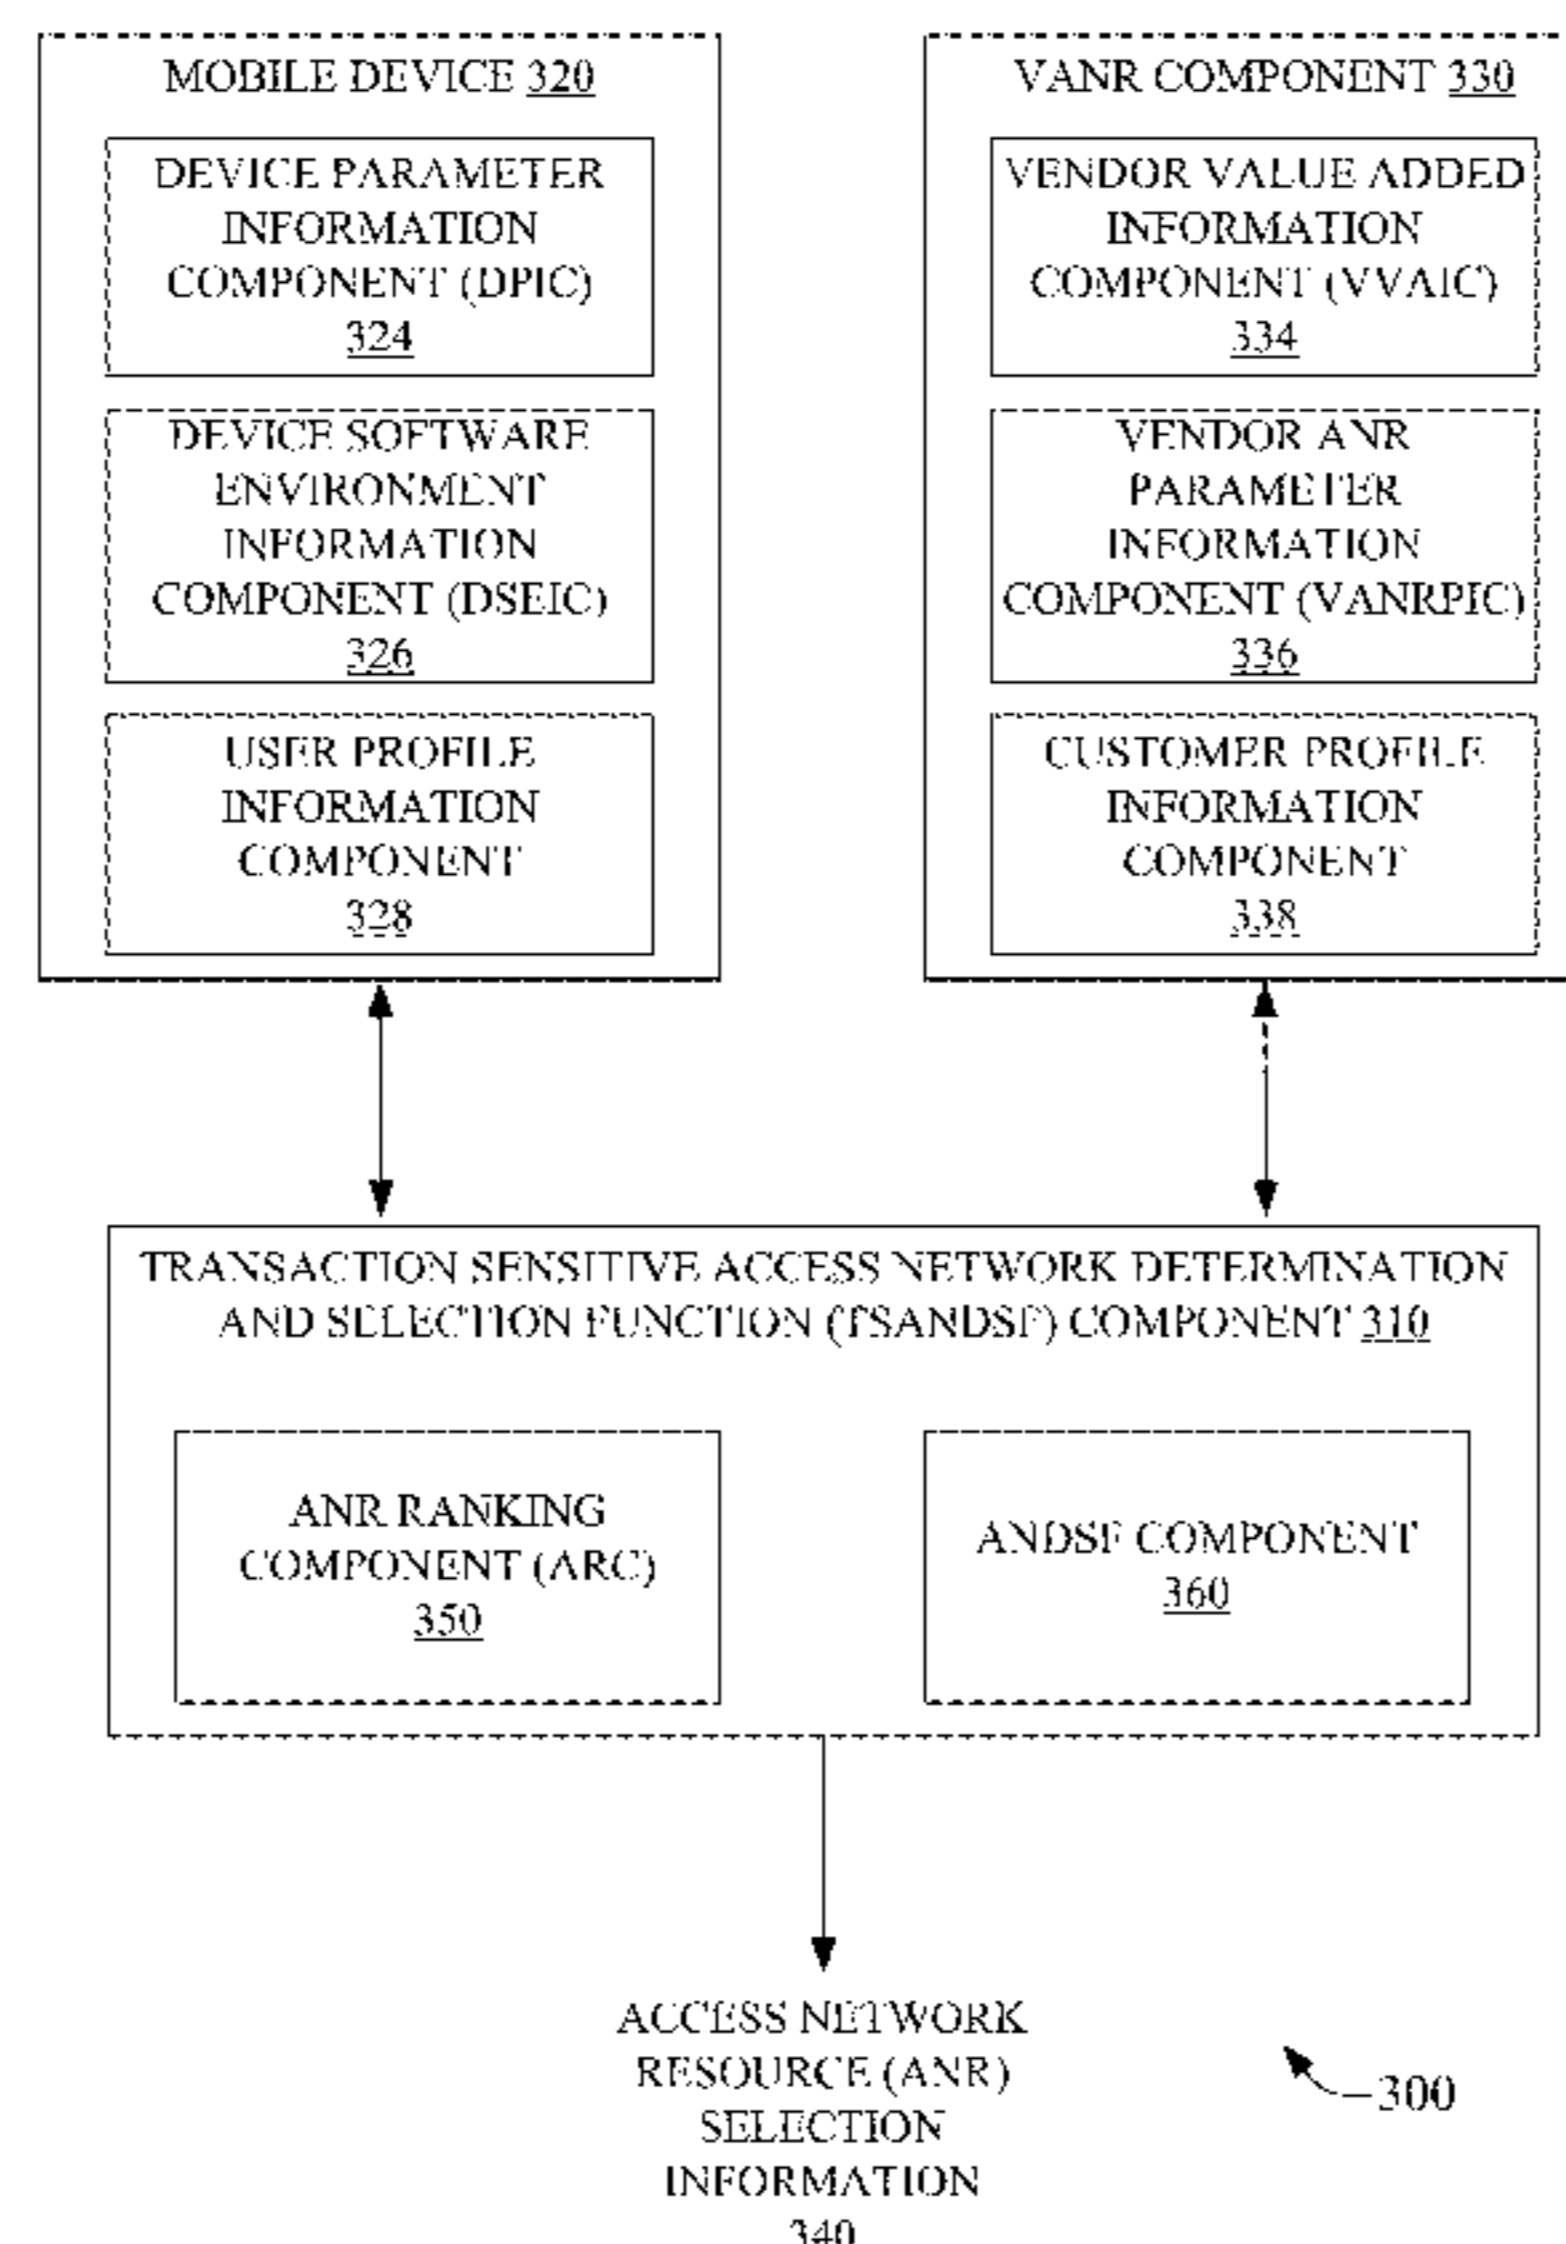 MOBILE DEVICE 320
DEVICE PARAMETER
INFORMATION
COMPONENT (DPIC)
324
DEVICE SOFTWARE
ENVIRONMENT
INFORMATION
COMPONENT (DSEIC)
326
USER PROFILE
INFORMATION
COMPONENT
328
VANR COMPONENT 330
VENDOR VALUE ADDED
INFORMATION
COMPONENT (VVAIC)
334
VENDOR ANR
PARAMETER
INFORMATION
COMPONENT (VANRPIC)
336
CUSTOMER PROFILE
INFORMATION
COMPONENT
338
TRANSACTION SENSITIVE ACCESS NETWORK DETERMINATION
AND SELECTION FUNCTION (TSANDSF) COMPONENT 310
ANR RANKING
COMPONENT (ARC)
350
ANDSF COMPONENT
360
ACCESS NETWORK
RESOURCE (ANR)
SELECTION
INFORMATION
340
300